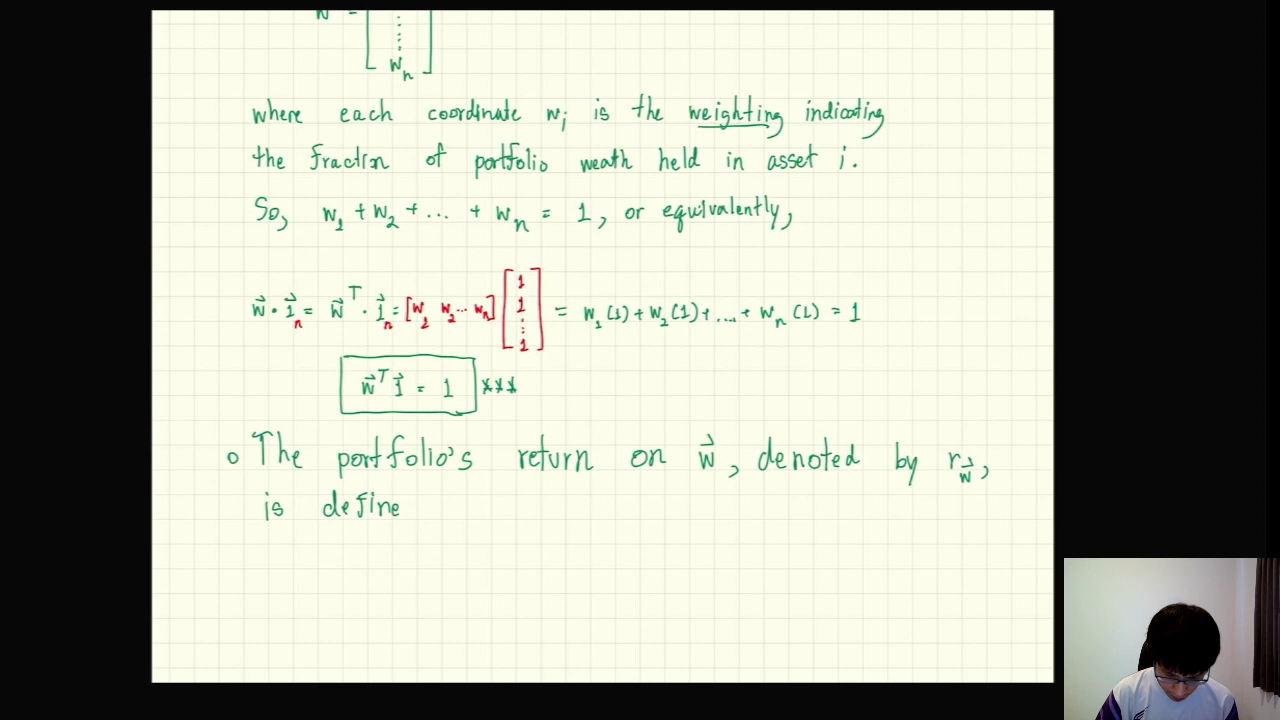 w⃗ = [ ⋮ wₙ ]
where each coordinate wᵢ is the weighting indicating
the fraction of portfolio weath held in asset i.
So, w₁ + w₂ + ... + wₙ = 1, or equivalently,
w⃗ · 1⃗ₙ = w⃗ᵀ · 1⃗ₙ = [w₁ w₂ ... wₙ] [1 1 ⋮ 1] = w₁(1) + w₂(1) + ... + wₙ(1) = 1
w⃗ᵀ1⃗ = 1 ***
o The portfolio's return on w⃗, denoted by r_w⃗,
is define